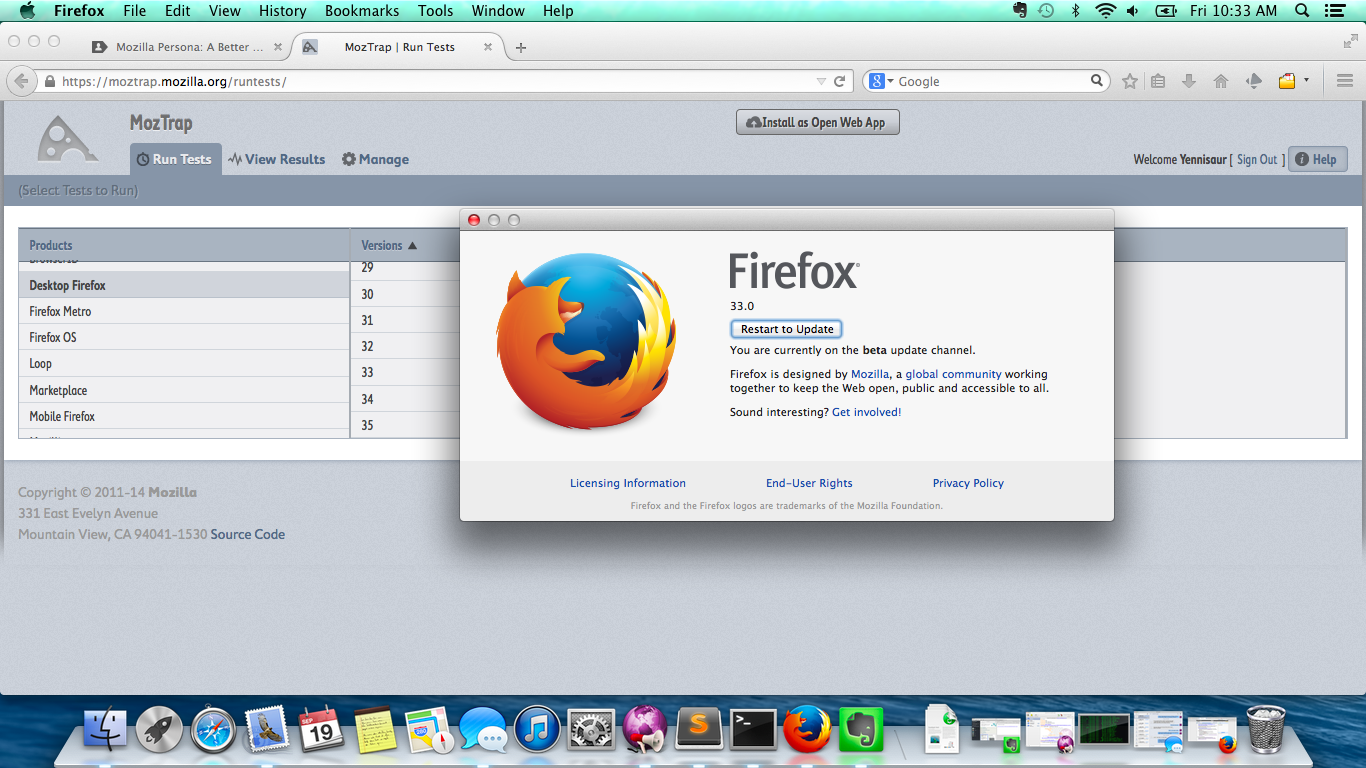 Firefox File Edit View History Bookmarks Tools Window Help Fri 10:33 AM
Mozilla Persona: A Better ...
MozTrap | Run Tests
https://moztrap.mozilla.org/runtests/
Google
MozTrap
Install as Open Web App
Run Tests View Results Manage
Welcome Yennisaur [ Sign Out ] Help
(Select Tests to Run)
Products
BrowserID
Desktop Firefox
Firefox Metro
Firefox OS
Loop
Marketplace
Mobile Firefox
Versions
29
30
31
32
33
34
35
Firefox
33.0
Restart to Update
You are currently on the beta update channel.
Firefox is designed by Mozilla, a global community working
together to keep the Web open, public and accessible to all.
Sound interesting? Get involved!
Licensing Information End-User Rights Privacy Policy
Firefox and the Firefox logos are trademarks of the Mozilla Foundation.
Copyright © 2011-14 Mozilla
331 East Evelyn Avenue
Mountain View, CA 94041-1530 Source Code
SEP
19
280
S